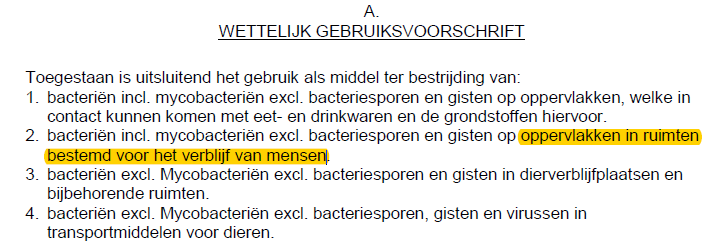 A.
WETTELIJK GEBRUIKSVOORSCHRIFT
Toegestaan is uitsluitend het gebruik als middel ter bestrijding van:
1. bacteriën incl. mycobacteriën excl. bacteriesporen en gisten op oppervlakken, welke in
contact kunnen komen met eet- en drinkwaren en de grondstoffen hiervoor.
2. bacteriën incl. mycobacteriën excl. bacteriesporen en gisten op oppervlakken in ruimten
bestemd voor het verblijf van mensen.
3. bacteriën excl. Mycobacteriën excl. bacteriesporen en gisten in dierverblijfplaatsen en
bijbehorende ruimten.
4. bacteriën excl. Mycobacteriën excl. bacteriesporen, gisten en virussen in
transportmiddelen voor dieren.